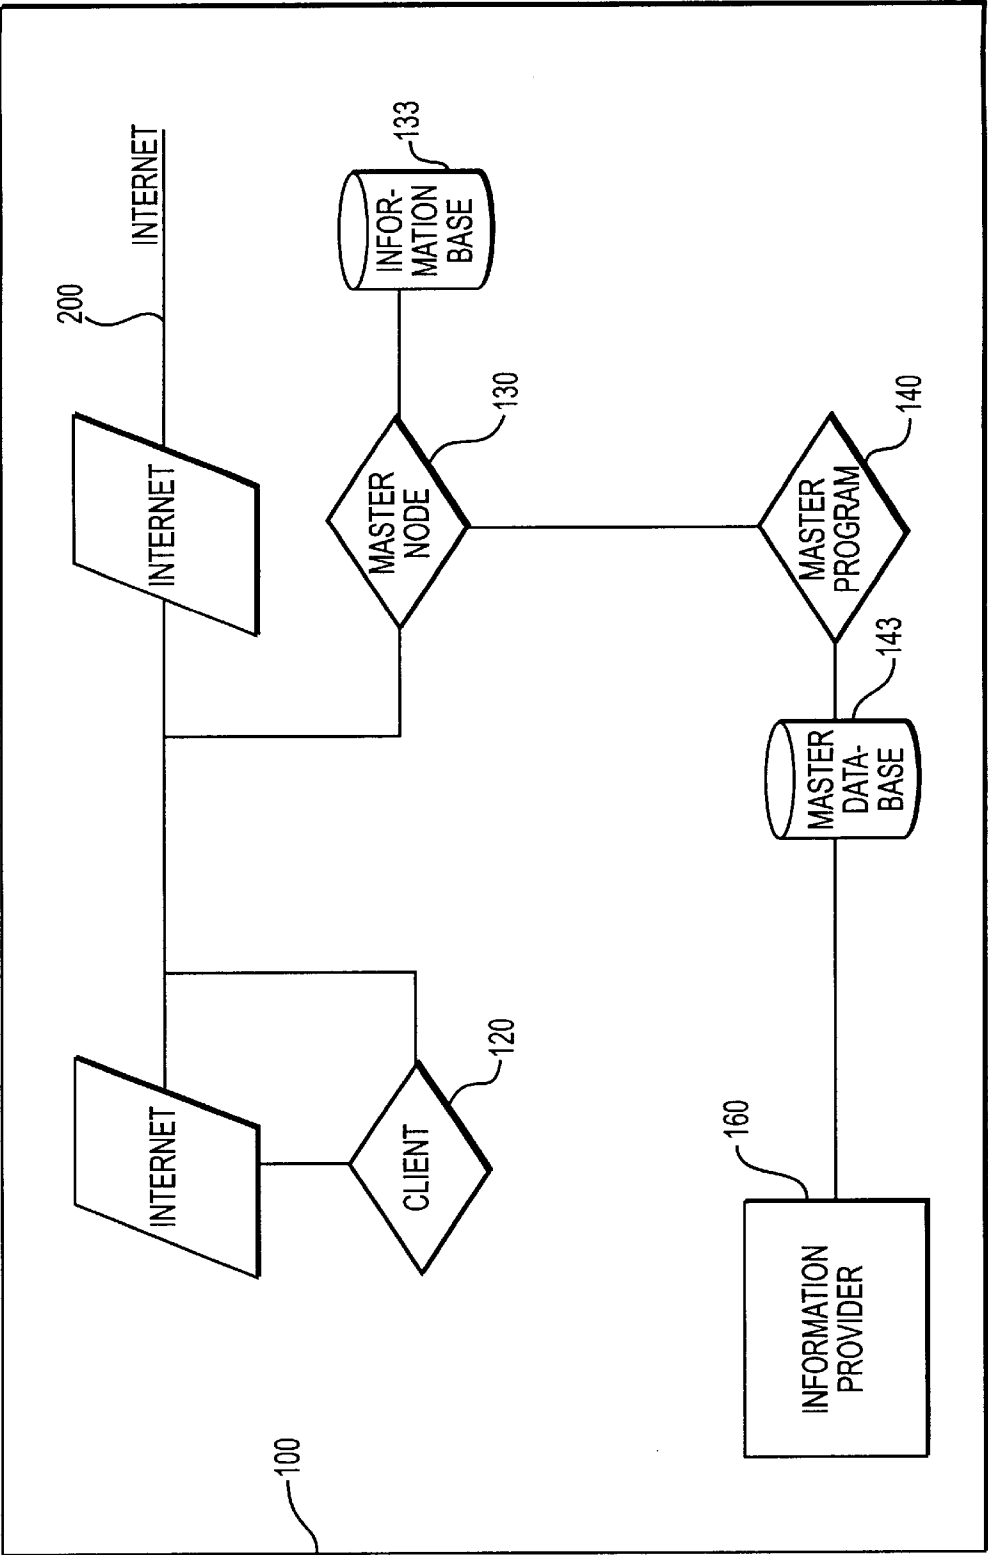 100
INTERNET
INTERNET
200
INTERNET
CLIENT
120
MASTER
NODE
130
INFOR-
MATION
BASE
133
INFORMATION
PROVIDER
160
MASTER
DATA-
BASE
143
MASTER
PROGRAM
140